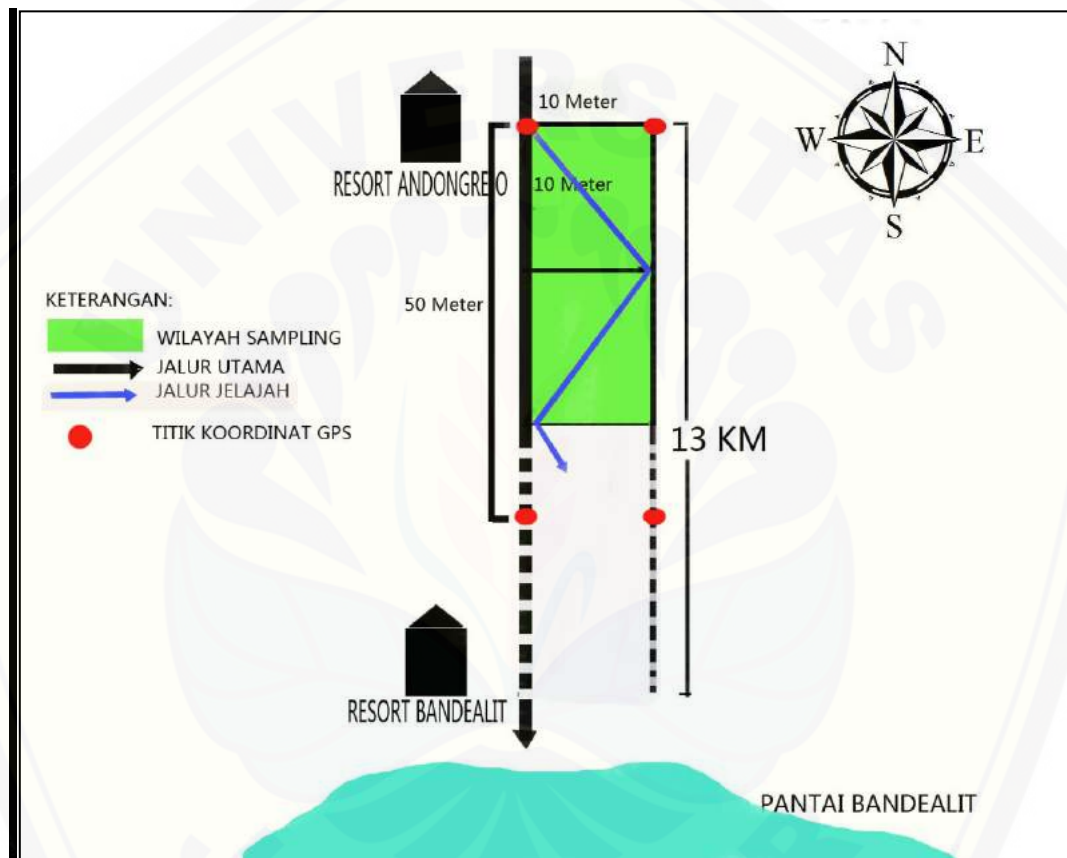 N
10 Meter
W
E
RESORT ANDONGREJO
10 Meter
S
KETERANGAN:
50 Meter
WILAYAH SAMPLING
JALUR UTAMA
JALUR JELAJAH
TITIK KOORDINAT GPS
13 KM
RESORT BANDEALIT
PANTAI BANDEALIT
UNIVERSITAS